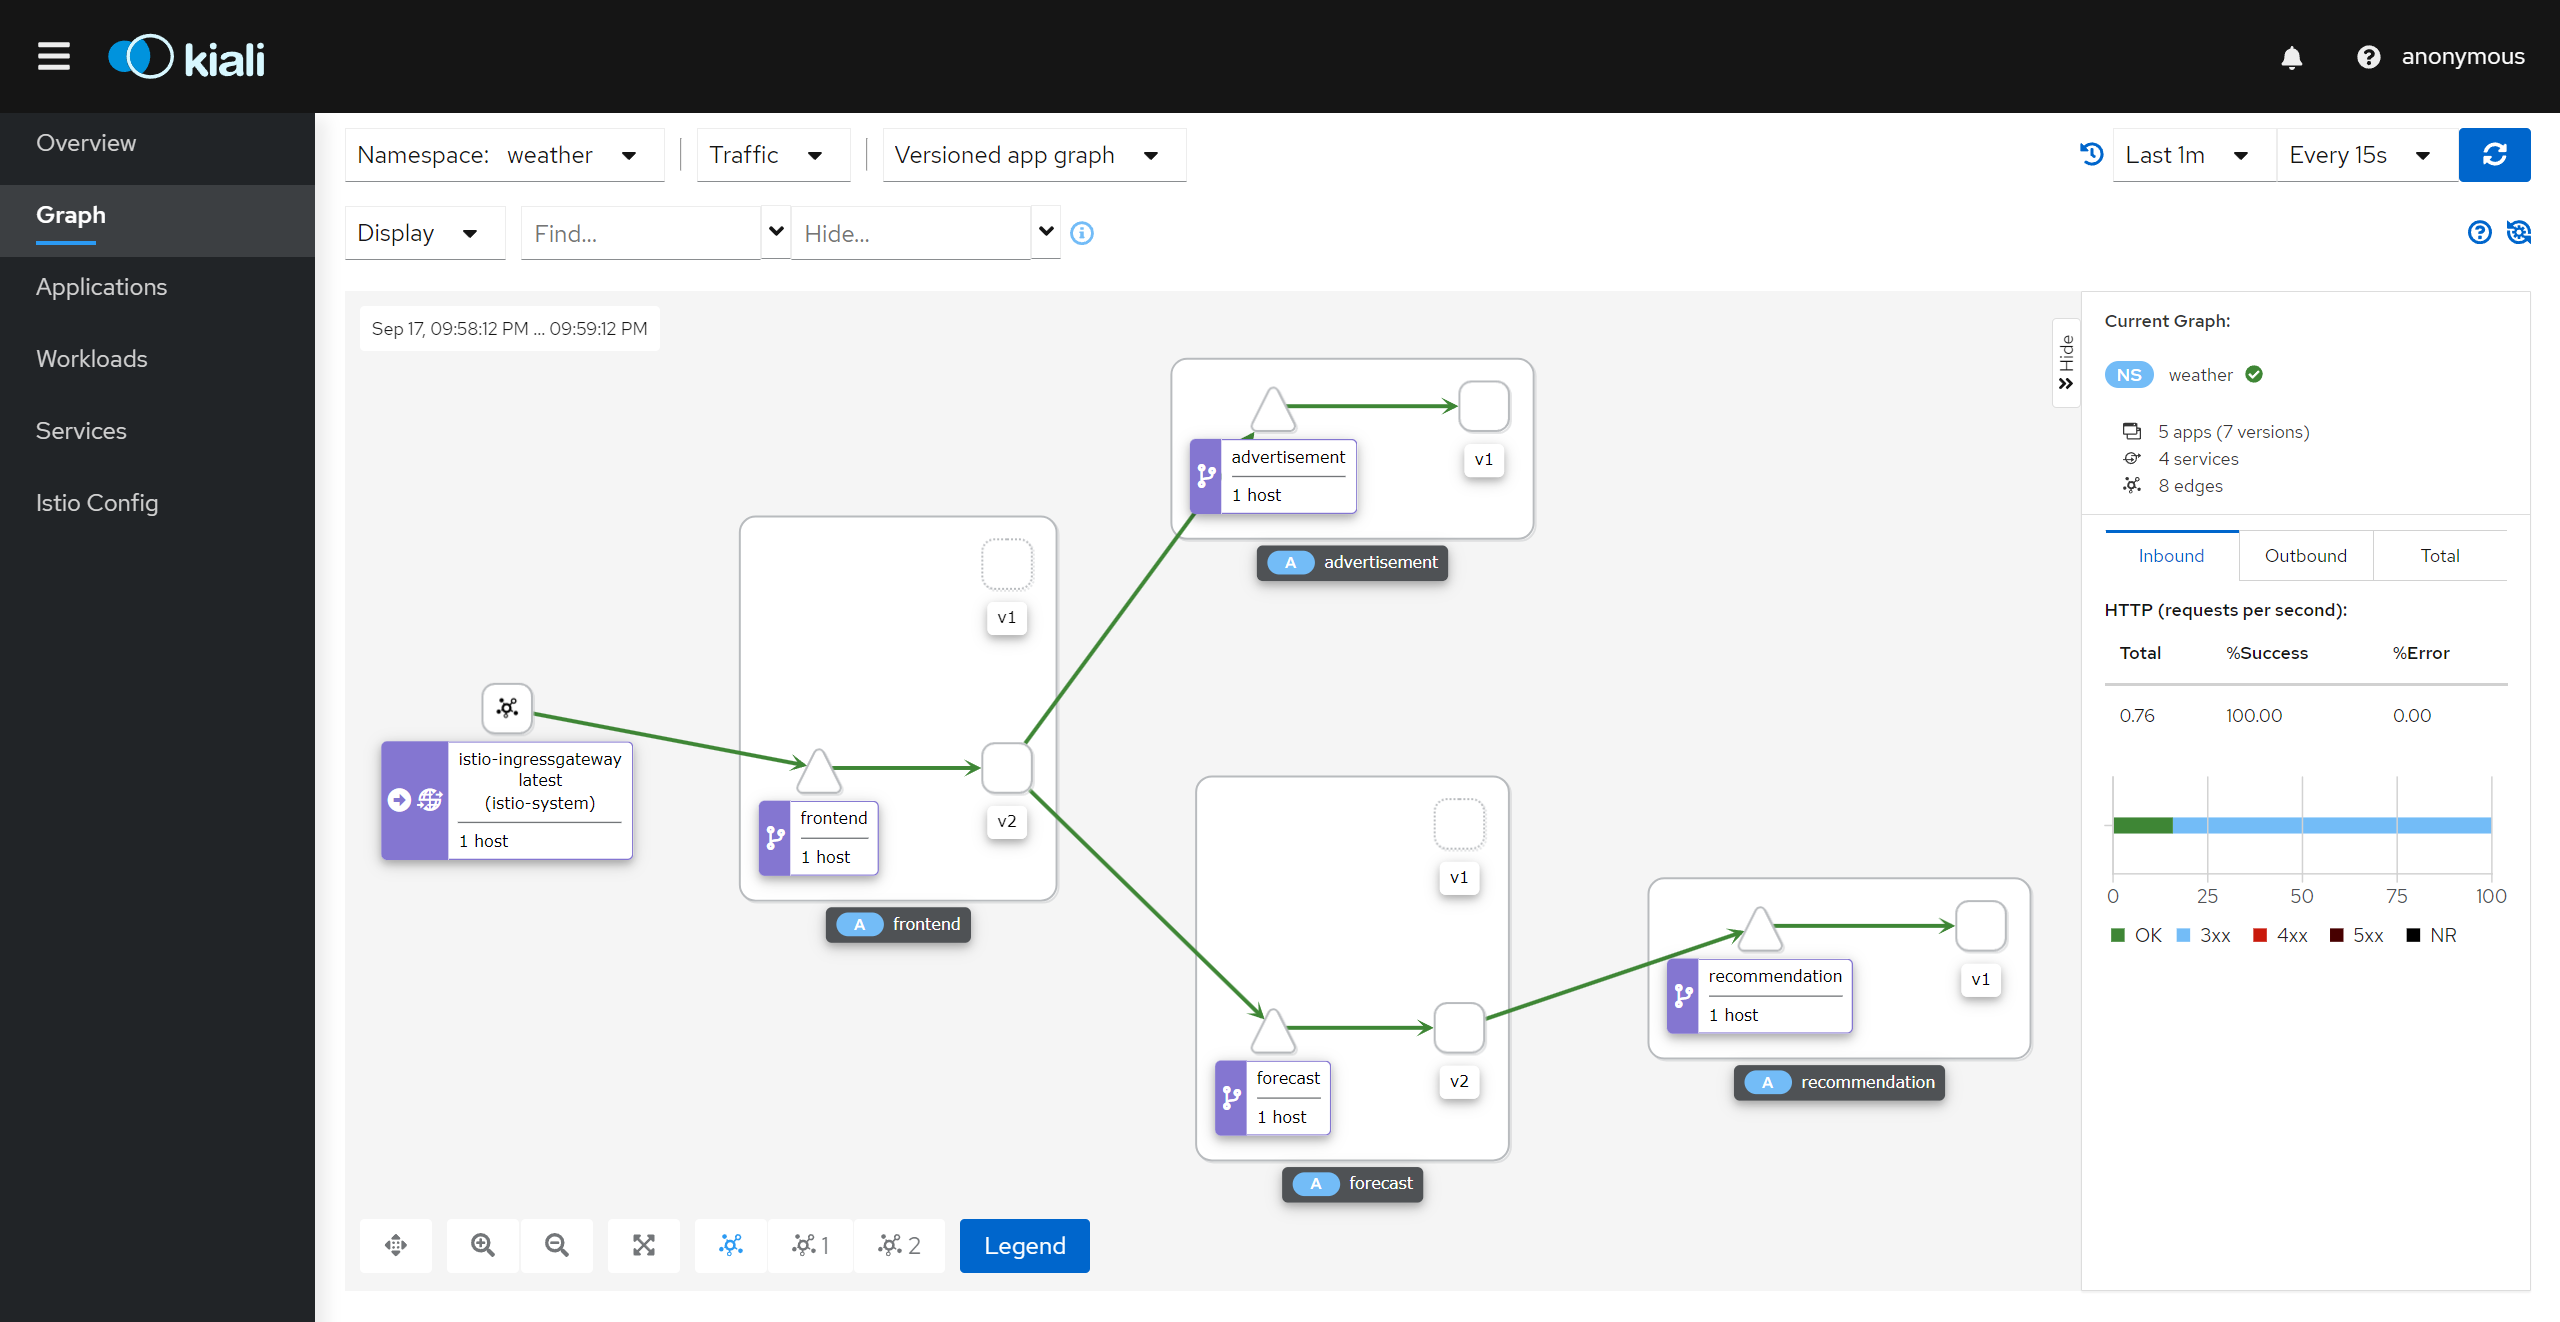 kiali
anonymous
Overview
Graph
Applications
Workloads
Services
Istio Config
Namespace: weather
Traffic
Versioned app graph
Last 1m
Every 15s
Display
Find...
Hide...
Sep 17, 09:58:12 PM ... 09:59:12 PM
Hide
advertisement
1 host
v1
A advertisement
v1
istio-ingressgateway
latest
(istio-system)
1 host
frontend
1 host
v2
A frontend
v1
forecast
1 host
v2
A forecast
recommendation
1 host
v1
A recommendation
1
2
Legend
Current Graph:
NS weather
5 apps (7 versions)
4 services
8 edges
Inbound Outbound Total
HTTP (requests per second):
Total %Success %Error
0.76 100.00 0.00
0 25 50 75 100
OK 3xx 4xx 5xx NR